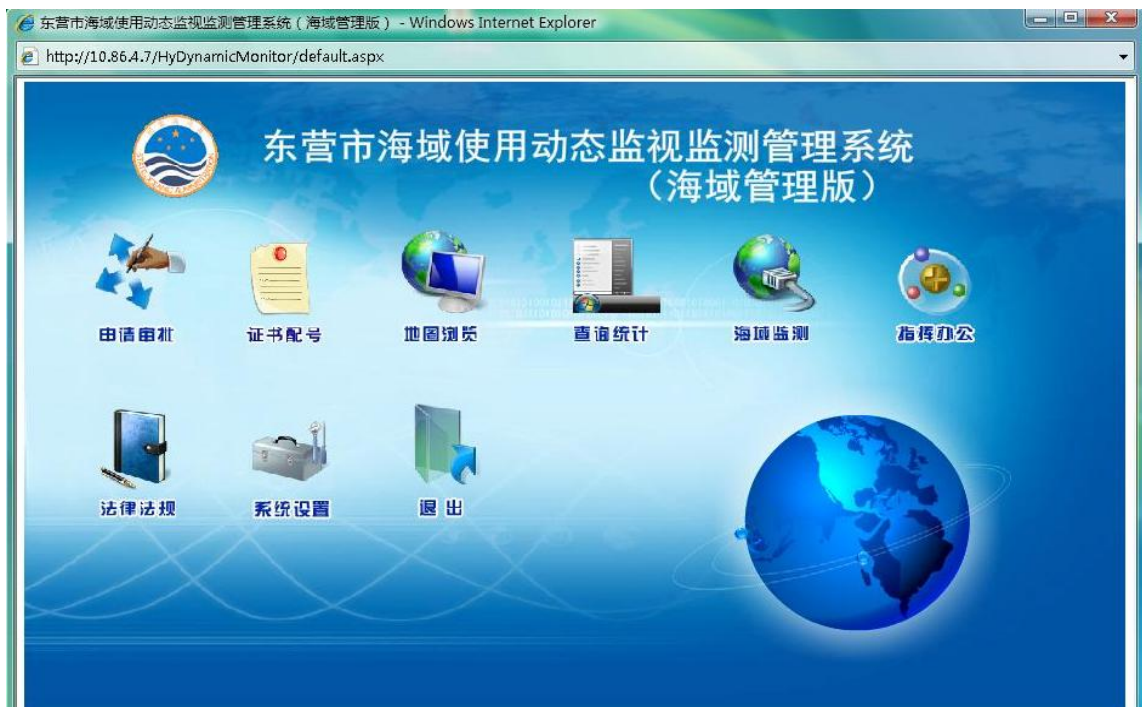 东营市海域使用动态监视监测管理系统（海域管理版） - Windows Internet Explorer
http://10.86.4.7/HyDynamicMonitor/default.aspx
东营市海域使用动态监视监测管理系统
（海域管理版）
申请审批 证书配号 地图浏览 查询统计 海域监测 指挥办公
法律法规 系统设置 退出